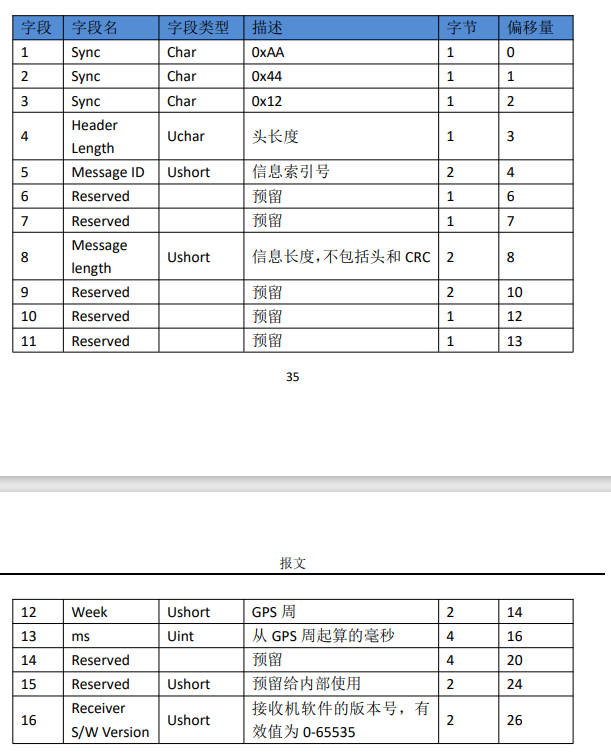 字段 字段名 字段类型 描述 字节 偏移量
1 Sync Char 0xAA 1 0
2 Sync Char 0x44 1 1
3 Sync Char 0x12 1 2
4 Header Length Uchar 头长度 1 3
5 Message ID Ushort 信息索引号 2 4
6 Reserved 预留 1 6
7 Reserved 预留 1 7
8 Message length Ushort 信息长度，不包括头和 CRC 2 8
9 Reserved 预留 2 10
10 Reserved 预留 1 12
11 Reserved 预留 1 13
35
报文
12 Week Ushort GPS 周 2 14
13 ms Uint 从 GPS 周起算的毫秒 4 16
14 Reserved 预留 4 20
15 Reserved Ushort 预留给内部使用 2 24
16 Receiver S/W Version Ushort 接收机软件的版本号，有效值为 0-65535 2 26